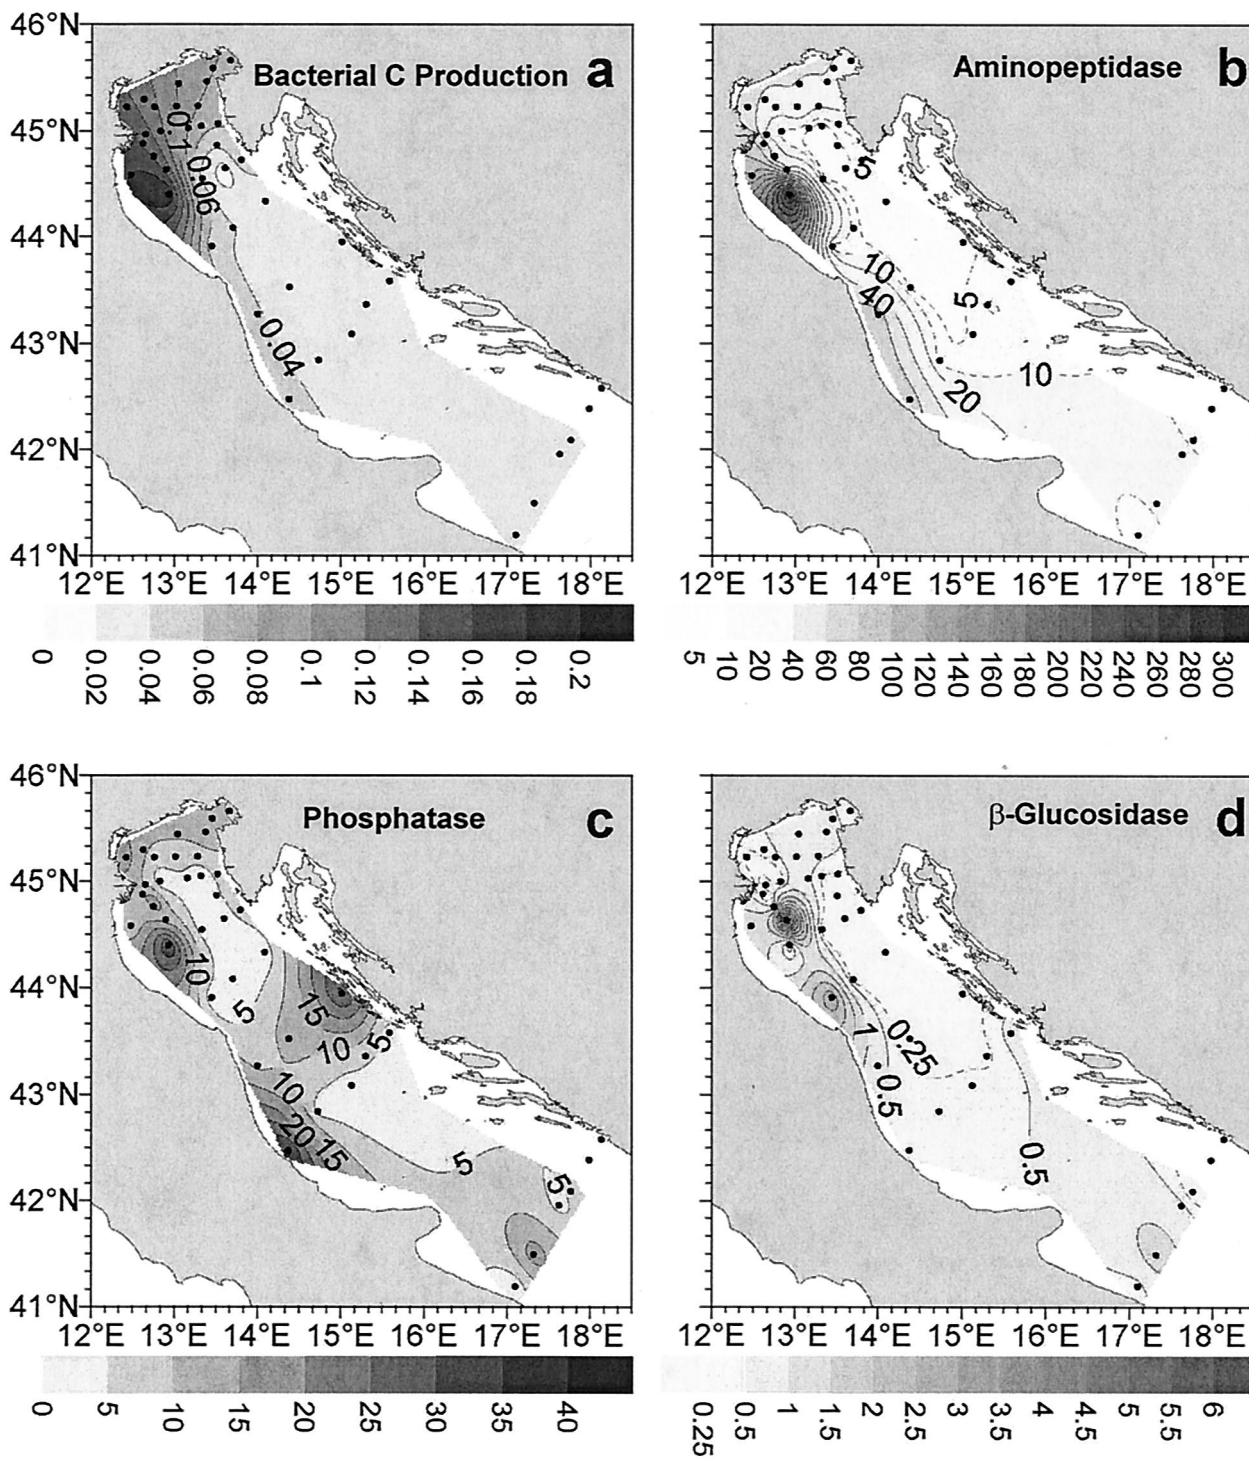 46°N
45°N
44°N
43°N
42°N
41°N
12°E 13°E 14°E 15°E 16°E 17°E 18°E
Bacterial C Production a
0.1
0.06
0.04
0 0.02 0.04 0.06 0.08 0.1 0.12 0.14 0.16 0.18 0.2
Aminopeptidase b
5
10
40
5
10
20
12°E 13°E 14°E 15°E 16°E 17°E 18°E
5 10 20 40 60 80 100 120 140 160 180 200 220 240 260 280 300
46°N
45°N
44°N
43°N
42°N
41°N
12°E 13°E 14°E 15°E 16°E 17°E 18°E
Phosphatase c
10
5
15
10
5
10
20
15
5
5
0 5 10 15 20 25 30 35 40
β-Glucosidase d
1
0.25
0.5
0.5
12°E 13°E 14°E 15°E 16°E 17°E 18°E
0.25 0.5 1 1.5 2 2.5 3 3.5 4 4.5 5 5.5 6